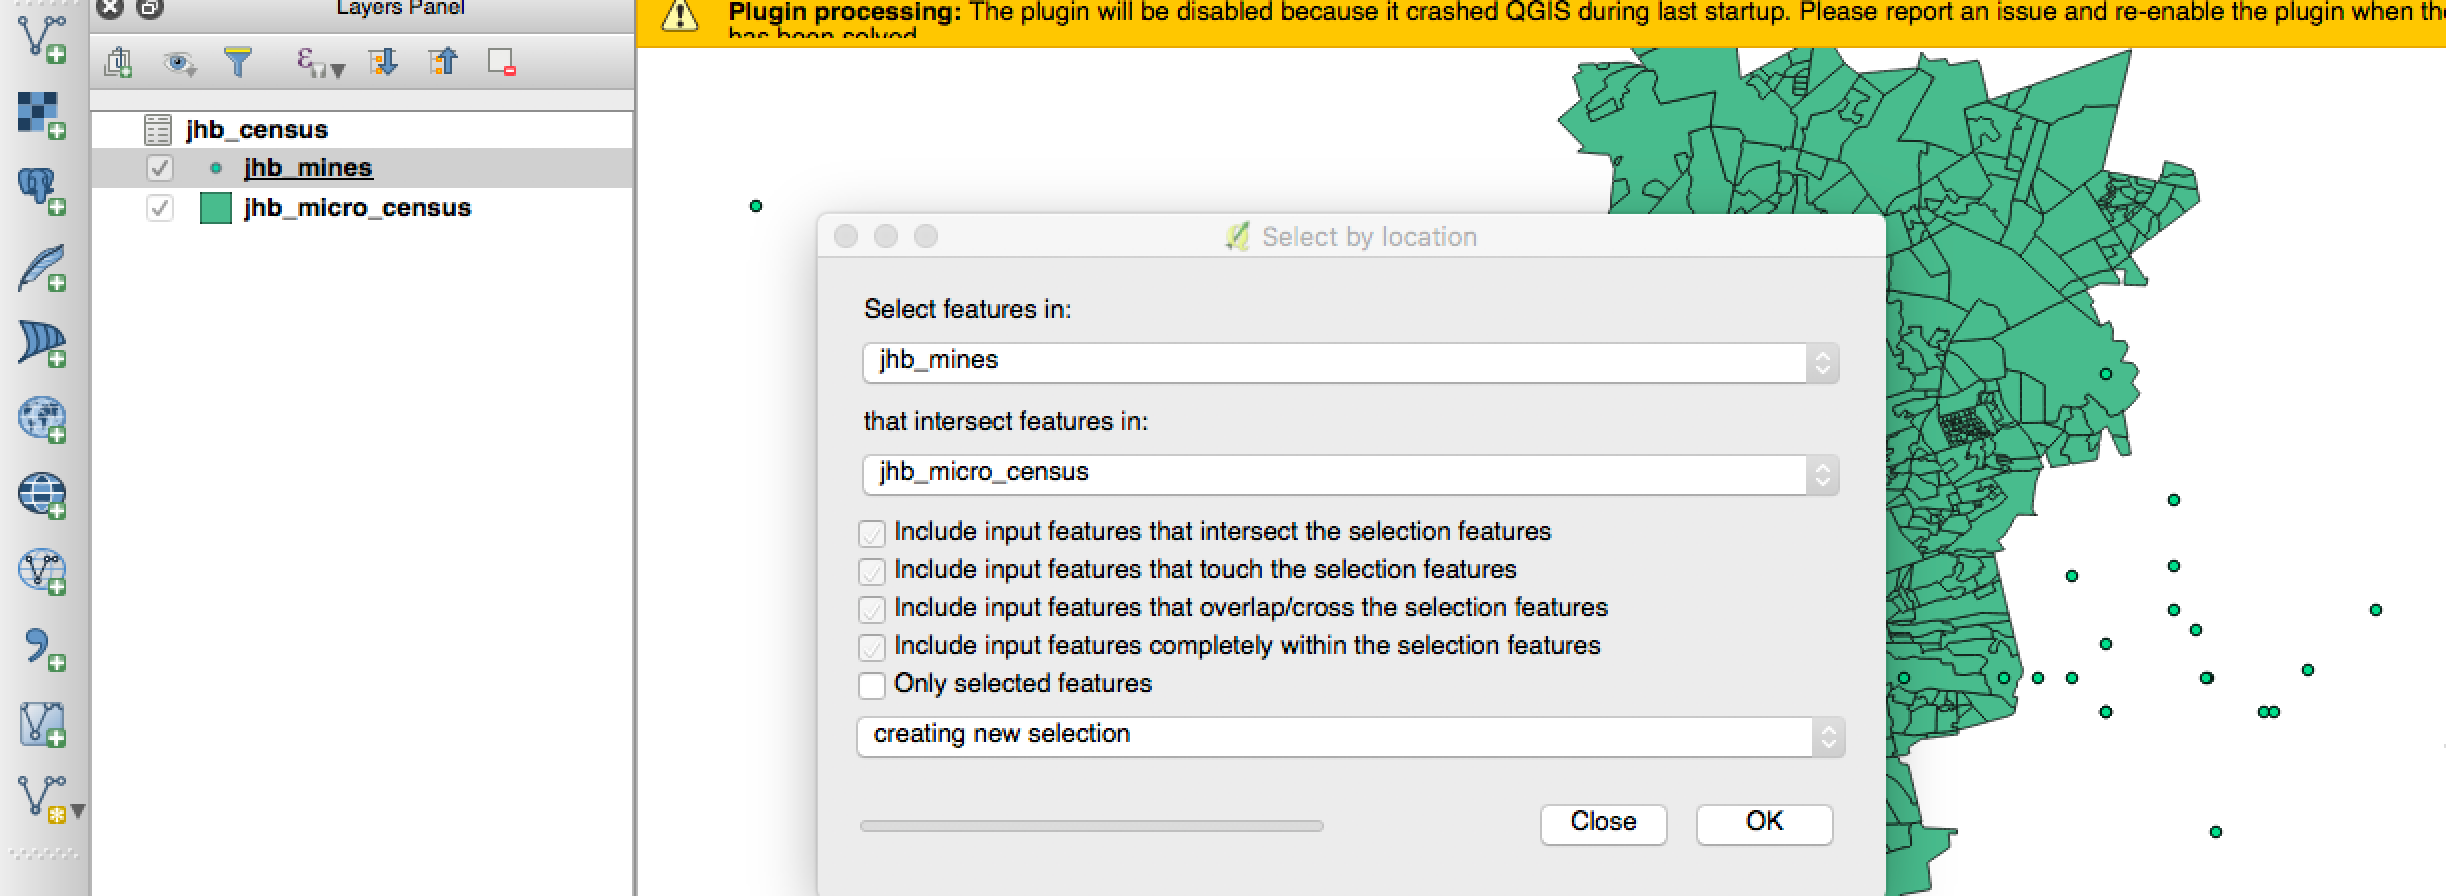 Layers Panel
Plugin processing: The plugin will be disabled because it crashed QGIS during last startup. Please report an issue and re-enable the plugin when the
has been solved
jhb_census
jhb_mines
jhb_micro_census
Select by location
Select features in:
jhb_mines
that intersect features in:
jhb_micro_census
Include input features that intersect the selection features
Include input features that touch the selection features
Include input features that overlap/cross the selection features
Include input features completely within the selection features
Only selected features
creating new selection
Close
OK